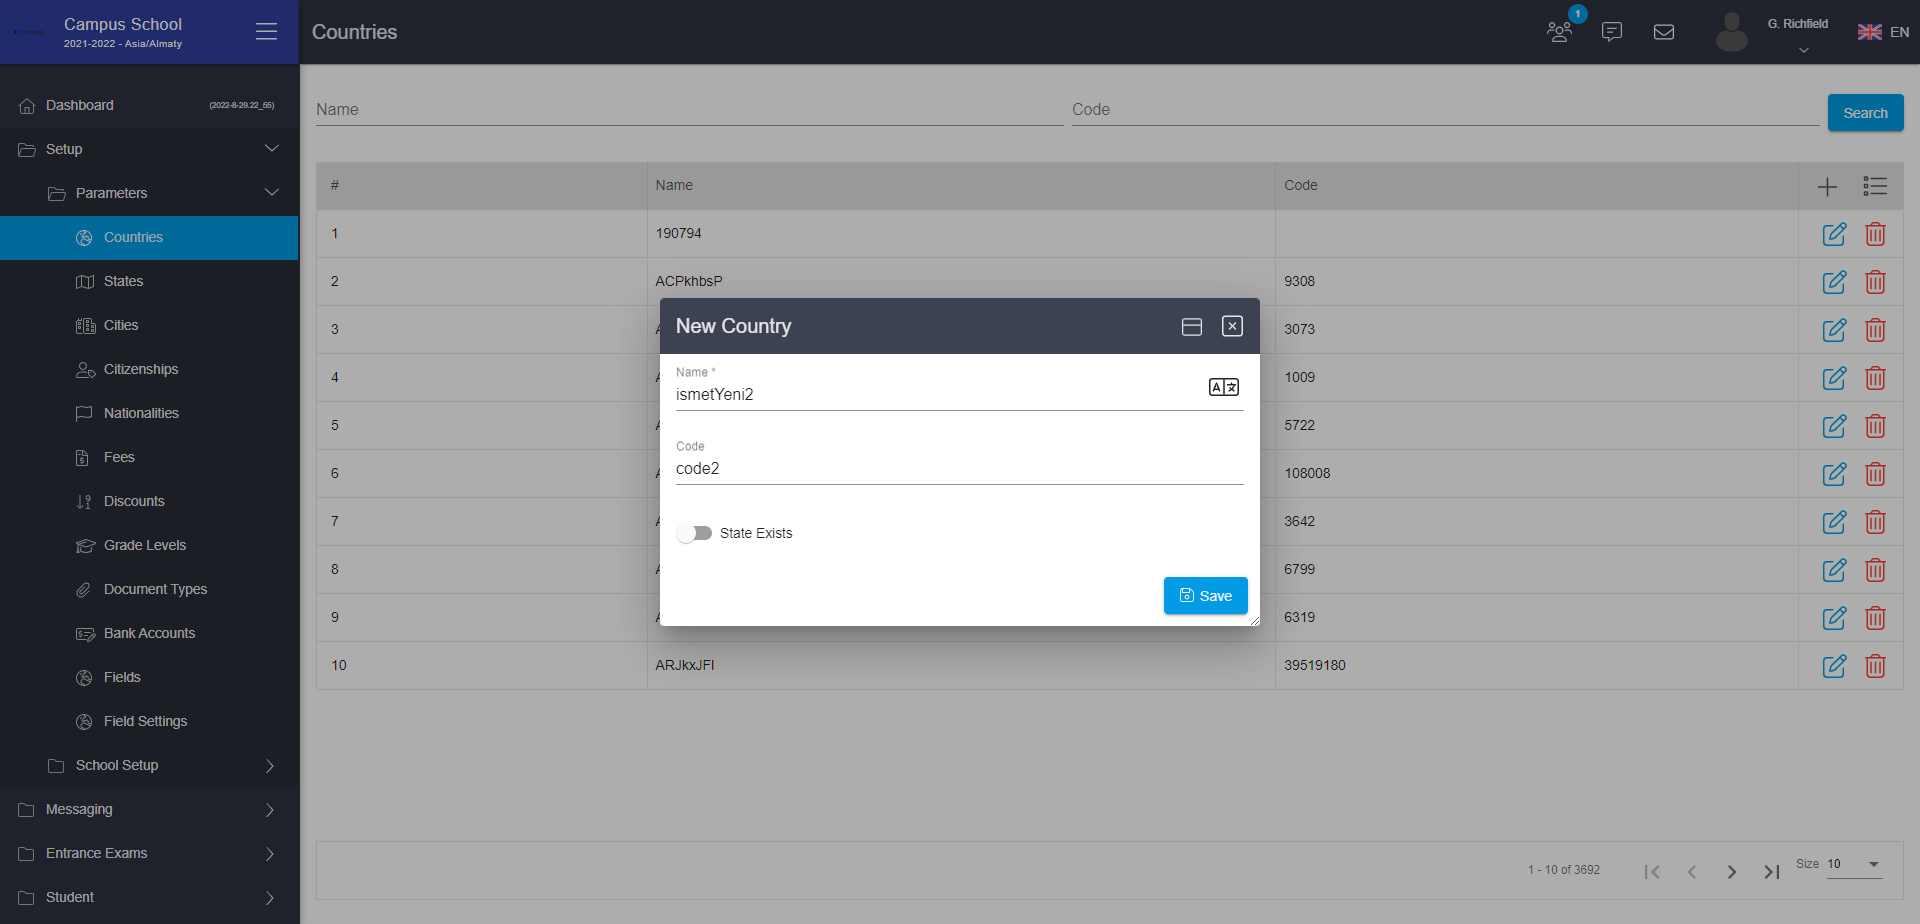 Campus School
2021-2022 - Asia/Almaty
Countries
1
G. Richfield
EN
Dashboard
(2022-8-29.22_55)
Setup
Parameters
Countries
States
Cities
Citizenships
Nationalities
Fees
Discounts
Grade Levels
Document Types
Bank Accounts
Fields
Field Settings
School Setup
Messaging
Entrance Exams
Student
Name
Code
Search
# Name Code
1 190794
2 ACPkhbsP 9308
3 3073
4 1009
5 5722
6 108008
7 3642
8 6799
9 6319
10 ARJkxJFI 39519180
New Country
Name *
ismetYeni2
Code
code2
State Exists
Save
1 - 10 of 3692
Size 10